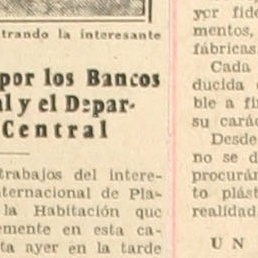 trando la interesante
por los Bancos
al y el Depar-
Central
trabajos del intere-
nternacional de Pla-
la Habitación que
emente en esta ca-
ta ayer en la tarde
yor fide
mentos,
fábricas
Cada
ducida
ble a fi
su carác
Desde
no se d
procurán
to plást
realidad.
UN